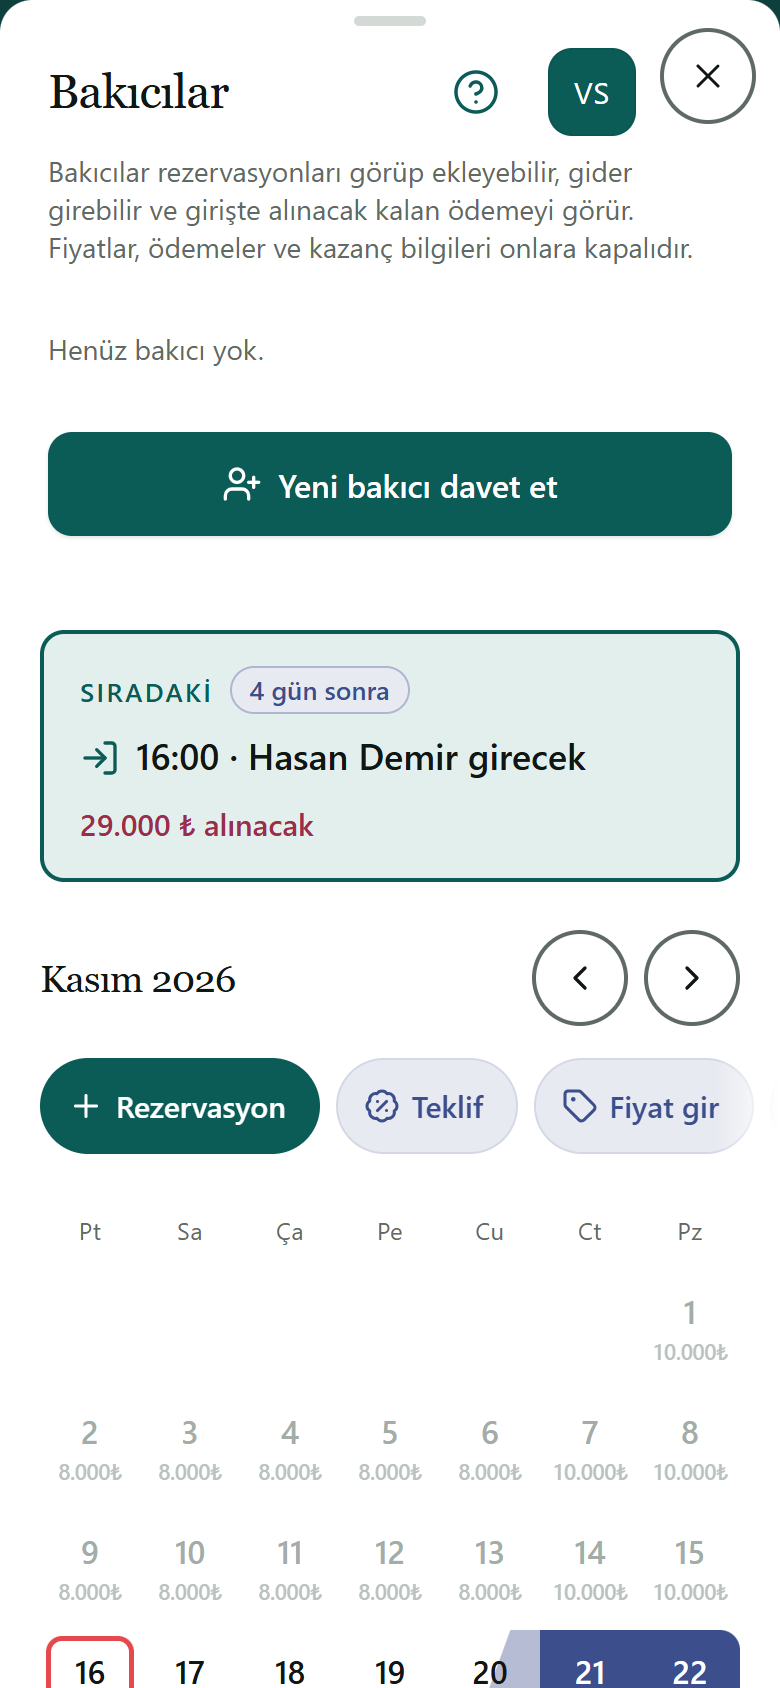 Bakıcılar
VS
Bakıcılar rezervasyonları görüp ekleyebilir, gider
girebilir ve girişte alınacak kalan ödemeyi görür.
Fiyatlar, ödemeler ve kazanç bilgileri onlara kapalıdır.
Henüz bakıcı yok.
Yeni bakıcı davet et
SIRADAKİ 4 gün sonra
16:00 · Hasan Demir girecek
29.000 ₺ alınacak
Kasım 2026
Rezervasyon Teklif Fiyat gir
Pt Sa Ça Pe Cu Ct Pz
1
10.000₺
2 3 4 5 6 7 8
8.000₺ 8.000₺ 8.000₺ 8.000₺ 8.000₺ 10.000₺ 10.000₺
9 10 11 12 13 14 15
8.000₺ 8.000₺ 8.000₺ 8.000₺ 8.000₺ 10.000₺ 10.000₺
16 17 18 19 20 21 22